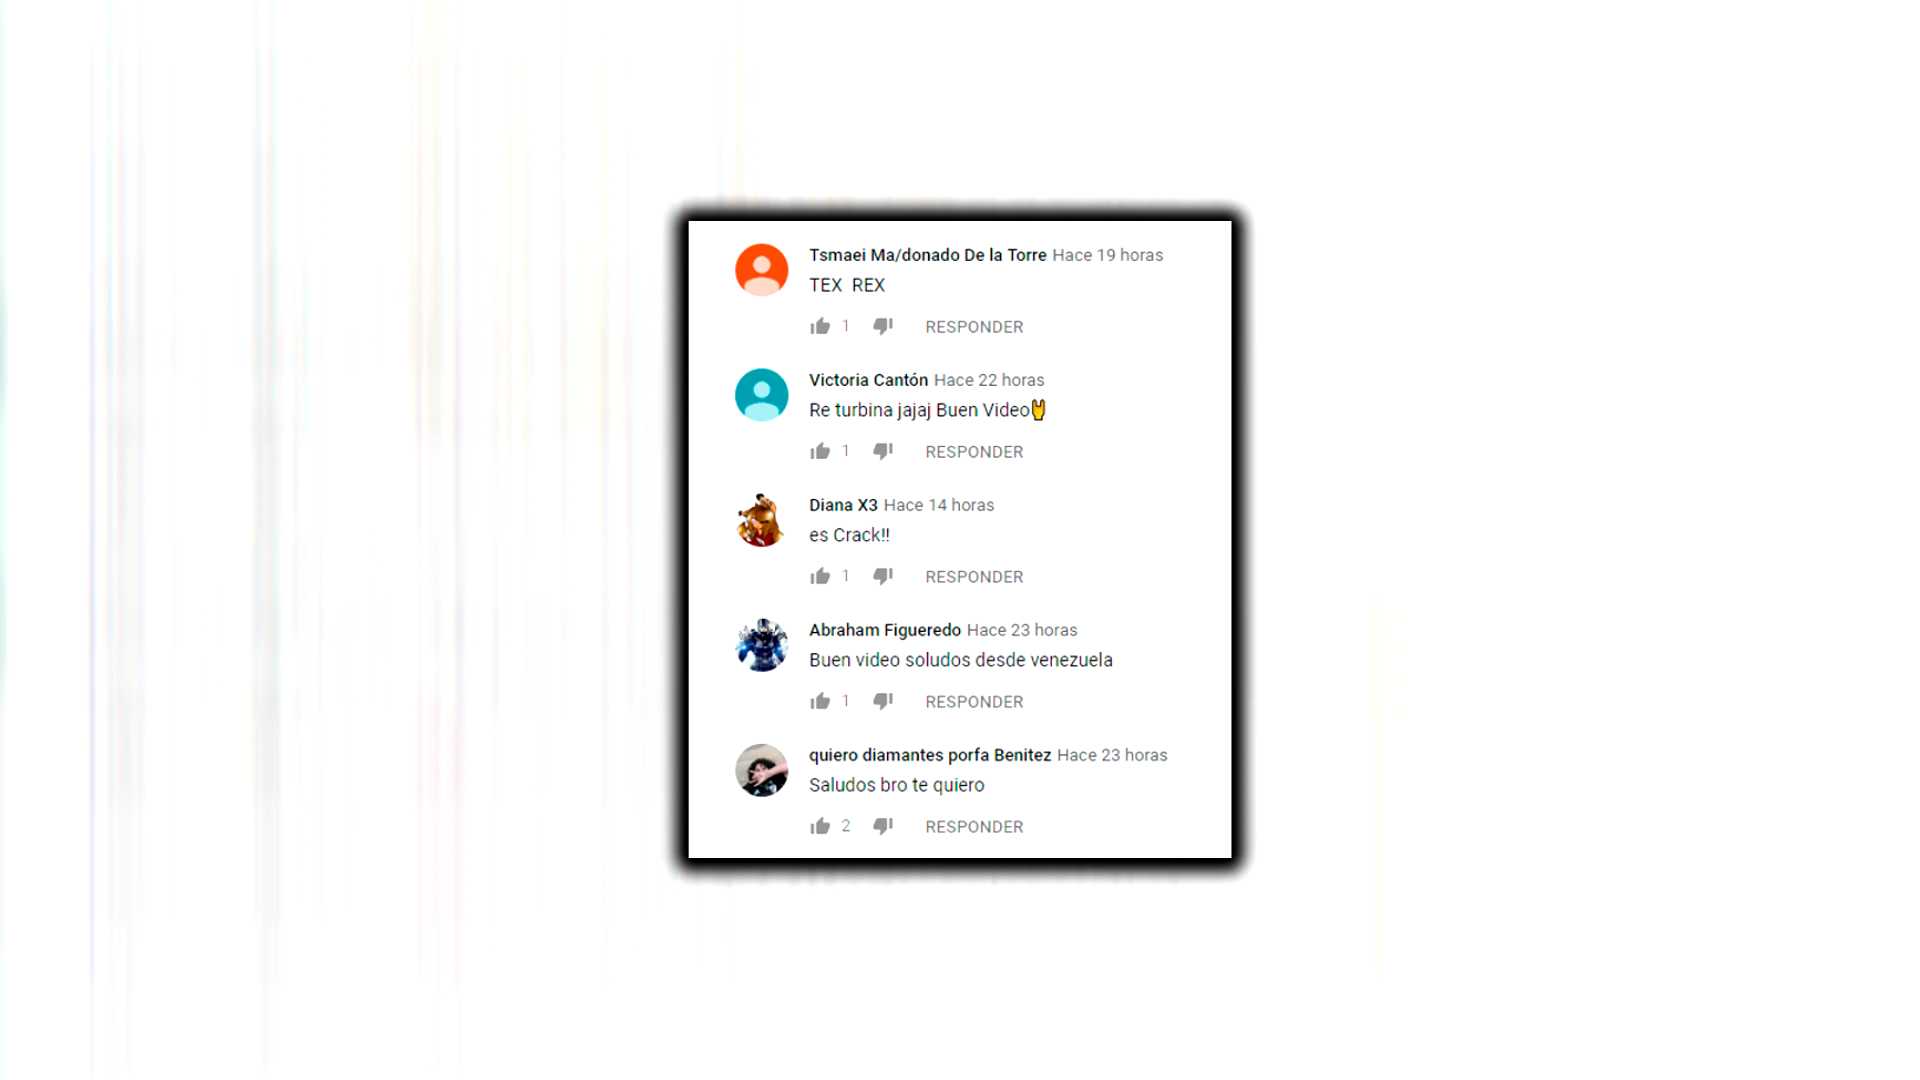 Tsmaei Ma/donado De la Torre Hace 19 horas
TEX REX
1 RESPONDER
Victoria Cantón Hace 22 horas
Re turbina jajaj Buen Video🤘
1 RESPONDER
Diana X3 Hace 14 horas
es Crack!!
1 RESPONDER
Abraham Figueredo Hace 23 horas
Buen video soludos desde venezuela
1 RESPONDER
quiero diamantes porfa Benitez Hace 23 horas
Saludos bro te quiero
2 RESPONDER